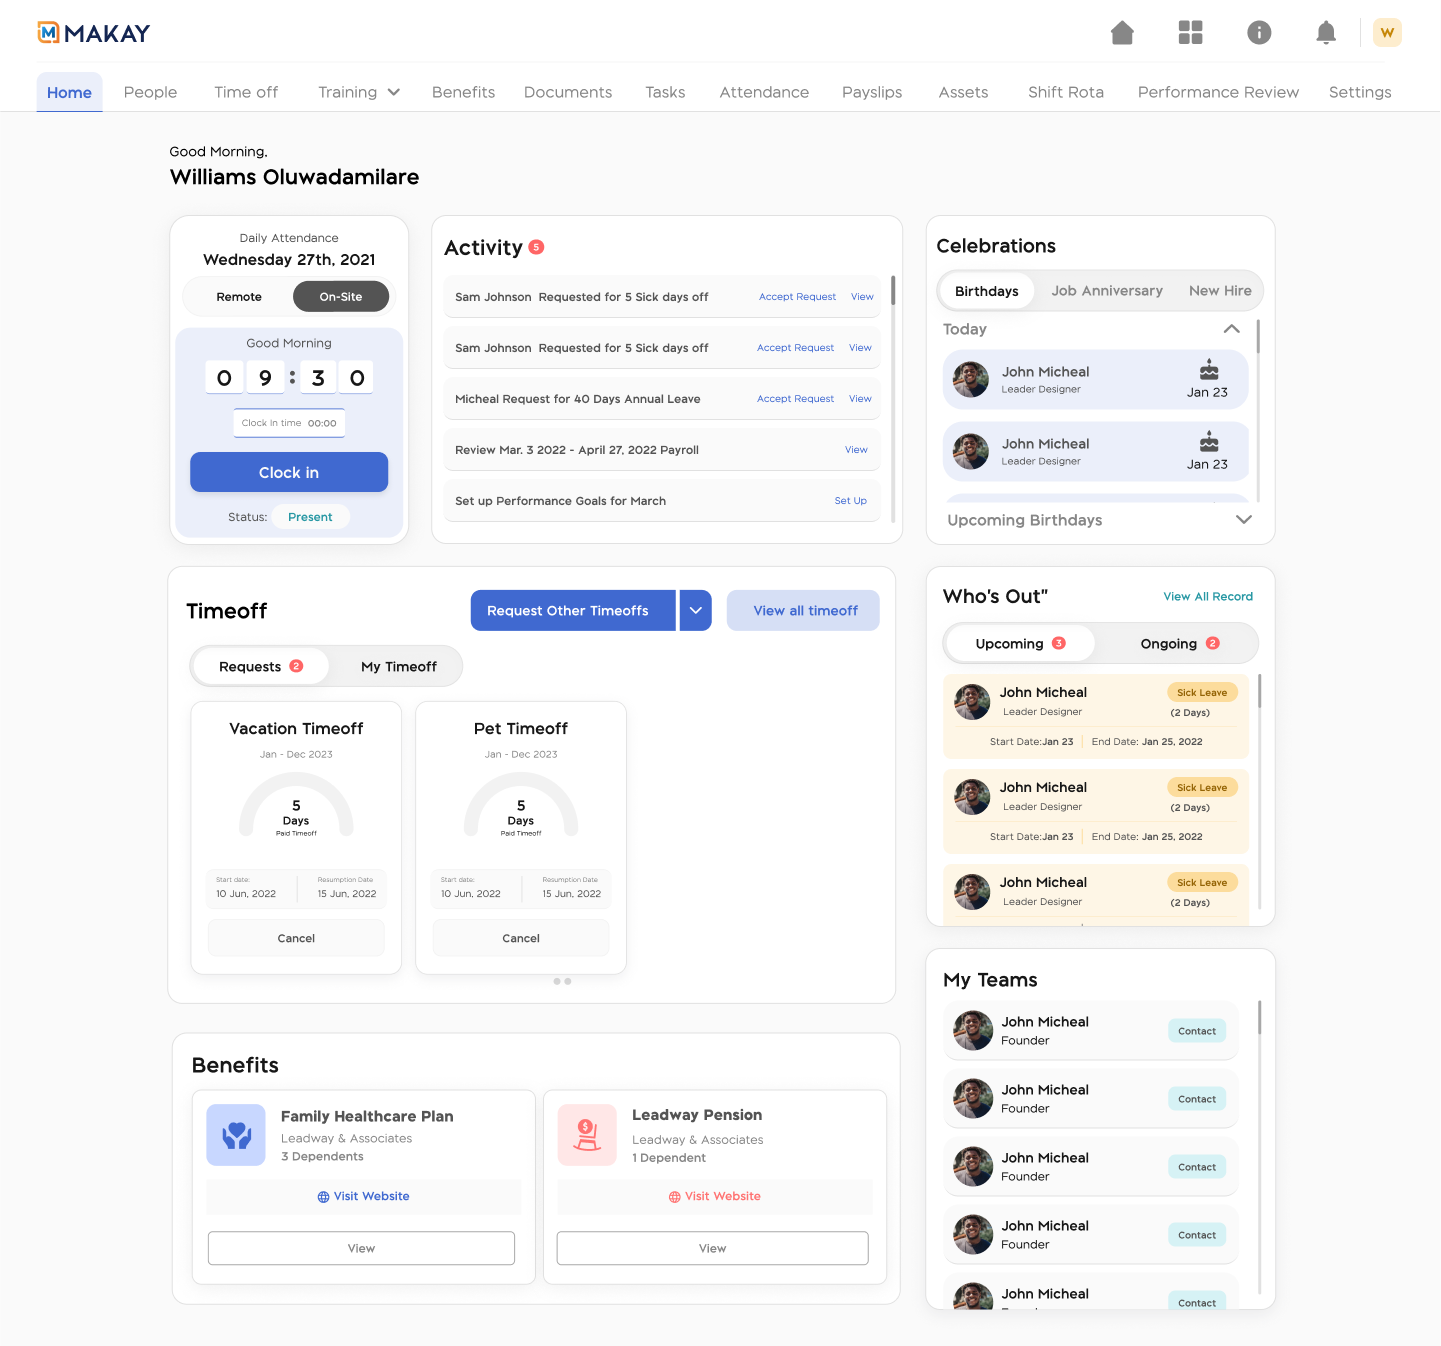 MAKAY
W
Home People Time off Training Benefits Documents Tasks Attendance Payslips Assets Shift Rota Performance Review Settings
Good Morning,
Williams Oluwadamilare
Daily Attendance
Wednesday 27th, 2021
Remote On-Site
Good Morning
09:30
Clock In time 00:00
Clock in
Status: Present
Activity 5
Sam Johnson Requested for 5 Sick days off Accept Request View
Sam Johnson Requested for 5 Sick days off Accept Request View
Micheal Request for 40 Days Annual Leave Accept Request View
Review Mar. 3 2022 - April 27, 2022 Payroll View
Set up Performance Goals for March Set Up
Celebrations
Birthdays Job Anniversary New Hire
Today
John Michael
Leader Designer
Jan 23
John Michael
Leader Designer
Jan 23
Upcoming Birthdays
Timeoff
Request Other Timeoffs
View all timeoff
Requests 2 My Timeoff
Vacation Timeoff
Jan - Dec 2023
5
Days
Paid Timeoff
Start date: Resumption Date
10 Jun, 2022 15 Jun, 2022
Cancel
Pet Timeoff
Jan - Dec 2023
5
Days
Paid Timeoff
Start date: Resumption Date
10 Jun, 2022 15 Jun, 2022
Cancel
Who's Out" View All Record
Upcoming 3 Ongoing 2
John Micheal Sick Leave
Leader Designer (2 Days)
Start Date:Jan 23 End Date: Jan 25, 2022
John Micheal Sick Leave
Leader Designer (2 Days)
Start Date:Jan 23 End Date: Jan 25, 2022
John Micheal Sick Leave
Leader Designer (2 Days)
Benefits
Family Healthcare Plan
Leadway & Associates
3 Dependents
Visit Website
View
Leadway Pension
Leadway & Associates
1 Dependent
Visit Website
View
My Teams
John Micheal
Founder
Contact
John Micheal
Founder
Contact
John Micheal
Founder
Contact
John Micheal
Founder
Contact
John Micheal
Contact